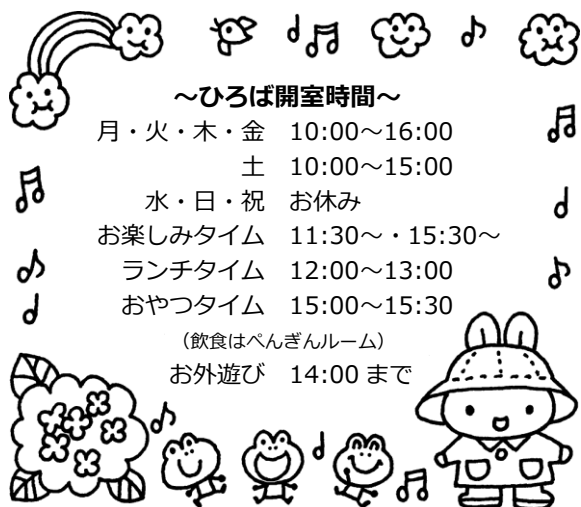 ～ひろば開室時間～
月・火・木・金　10:00～16:00
土　10:00～15:00
水・日・祝　お休み
お楽しみタイム　11:30～・15:30～
ランチタイム　12:00～13:00
おやつタイム　15:00～15:30
（飲食はぺんぎんルーム）
お外遊び　14:00 まで